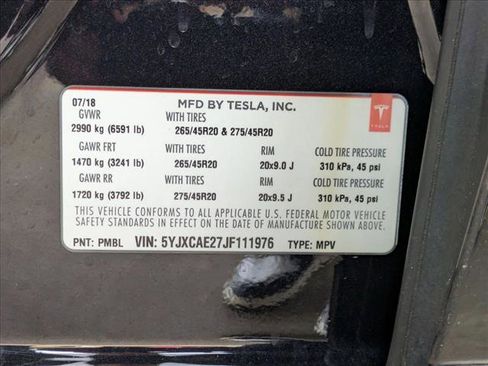 07/18 MFD BY TESLA, INC.
GVWR WITH TIRES
2990 kg (6591 lb) 265/45R20 & 275/45R20
GAWR FRT WITH TIRES RIM COLD TIRE PRESSURE
1470 kg (3241 lb) 265/45R20 20x9.0 J 310 kPa, 45 psi
GAWR RR WITH TIRES RIM COLD TIRE PRESSURE
1720 kg (3792 lb) 275/45R20 20x9.5 J 310 kPa, 45 psi
THIS VEHICLE CONFORMS TO ALL APPLICABLE U.S. FEDERAL MOTOR VEHICLE
SAFETY STANDARDS IN EFFECT ON THE DATE OF MANUFACTURE SHOWN ABOVE.
PNT: PMBL VIN: 5YJXCAE27JF111976 TYPE: MPV
TESLA